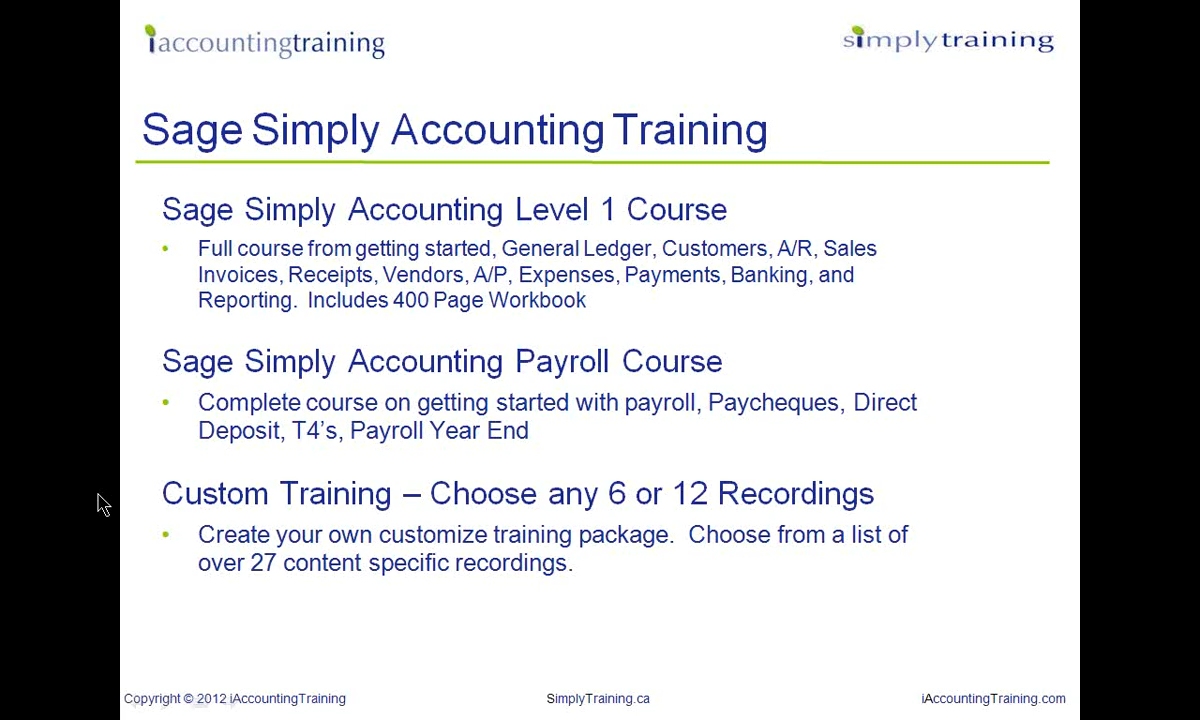 iaccountingtraining
simplytraining
Sage Simply Accounting Training
Sage Simply Accounting Level 1 Course
• Full course from getting started, General Ledger, Customers, A/R, Sales
Invoices, Receipts, Vendors, A/P, Expenses, Payments, Banking, and
Reporting. Includes 400 Page Workbook
Sage Simply Accounting Payroll Course
• Complete course on getting started with payroll, Paycheques, Direct
Deposit, T4's, Payroll Year End
Custom Training – Choose any 6 or 12 Recordings
• Create your own customize training package. Choose from a list of
over 27 content specific recordings.
Copyright © 2012 iAccountingTraining
SimplyTraining.ca
iAccountingTraining.com